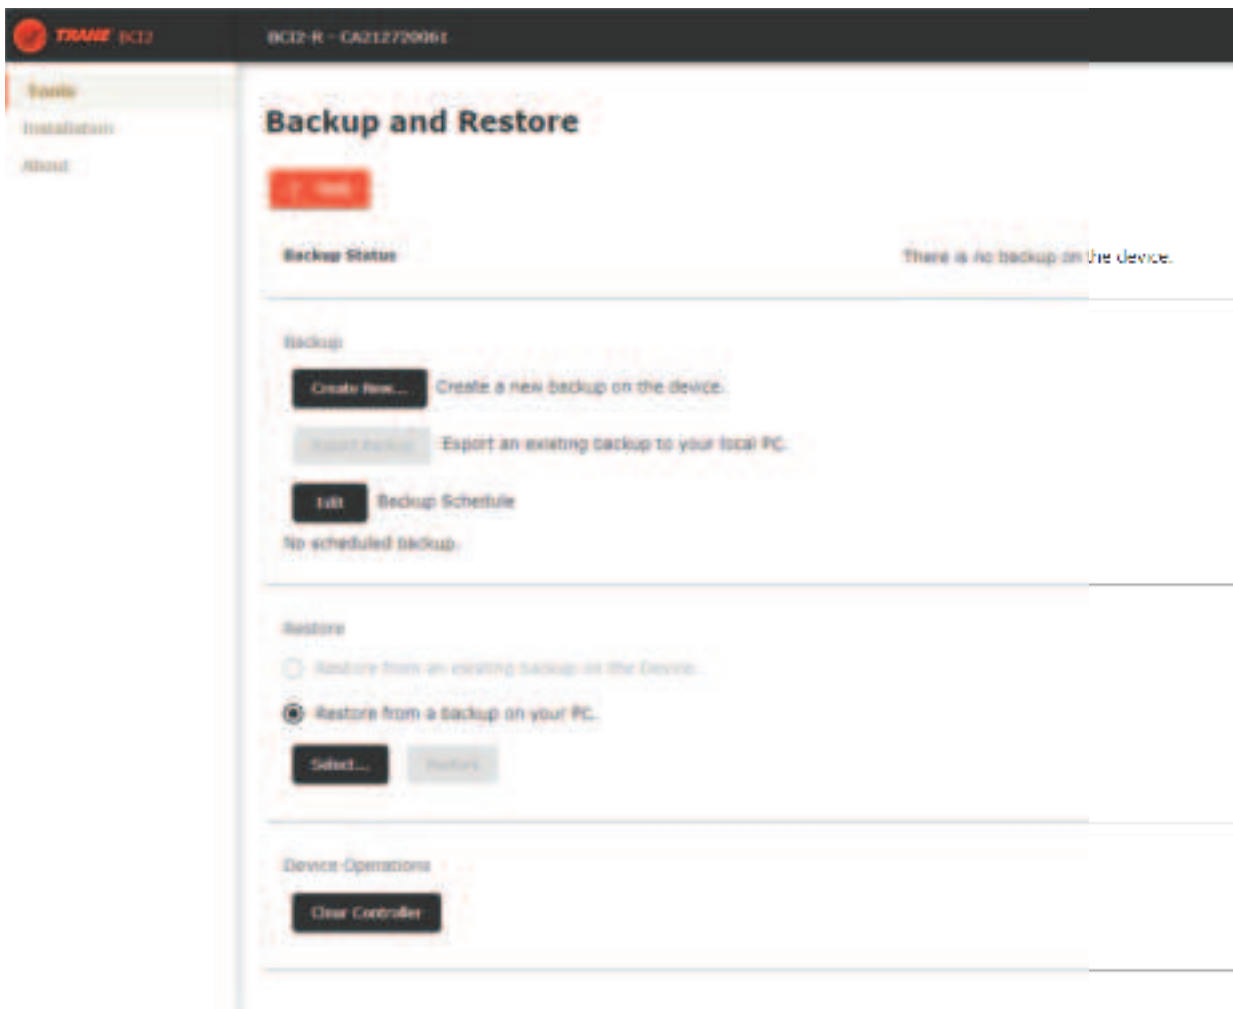 TRANE BCI2
BCI2-R - CA212720061
Tools
Installation
About
Backup and Restore
Backup Status
There is no backup on the device.
Backup
Create New...
Create a new backup on the device.
Export Backup
Export an existing backup to your local PC.
Edit
Backup Schedule
No scheduled backup.
Restore
Restore from an existing backup on the Device.
Restore from a backup on your PC.
Select...
Restore
Device Operations
Clear Controller